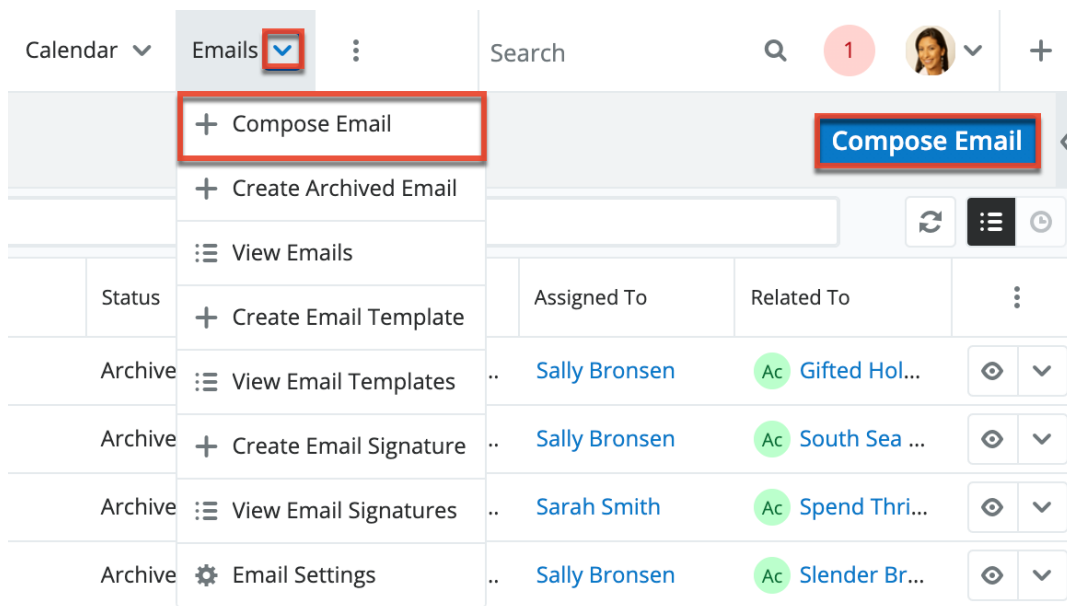 Calendar Emails Search 1
Compose Email
Compose Email
Create Archived Email
View Emails
Status Assigned To Related To
Create Email Template
Archive .. Sally Bronsen Ac Gifted Hol...
View Email Templates
Archive .. Sally Bronsen Ac South Sea ...
Create Email Signature
Archive .. Sarah Smith Ac Spend Thri...
View Email Signatures
Archive .. Sally Bronsen Ac Slender Br...
Email Settings